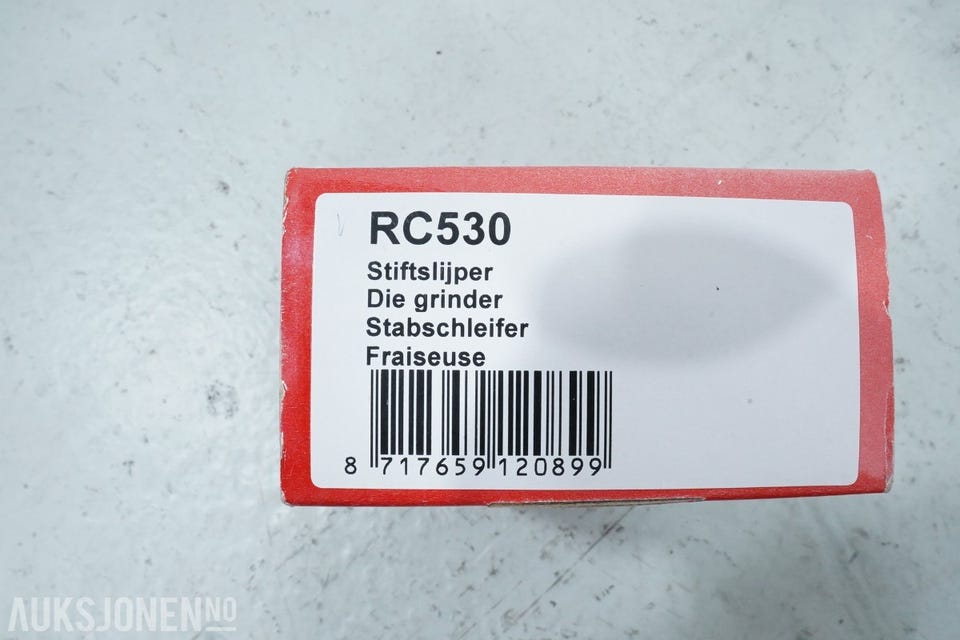 RC530
Stiftslijper
Die grinder
Stabschleifer
Fraiseuse
8 717659 120899
AUKSJONEN.NO